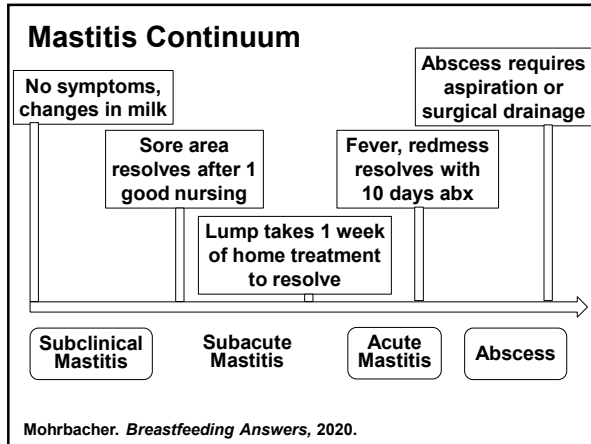 Mastitis Continuum
No symptoms,
changes in milk
Sore area
resolves after 1
good nursing
Lump takes 1 week
of home treatment
to resolve
Fever, redmess
resolves with
10 days abx
Abscess requires
aspiration or
surgical drainage
Subclinical
Mastitis
Subacute
Mastitis
Acute
Mastitis
Abscess
Mohrbacher. Breastfeeding Answers, 2020.